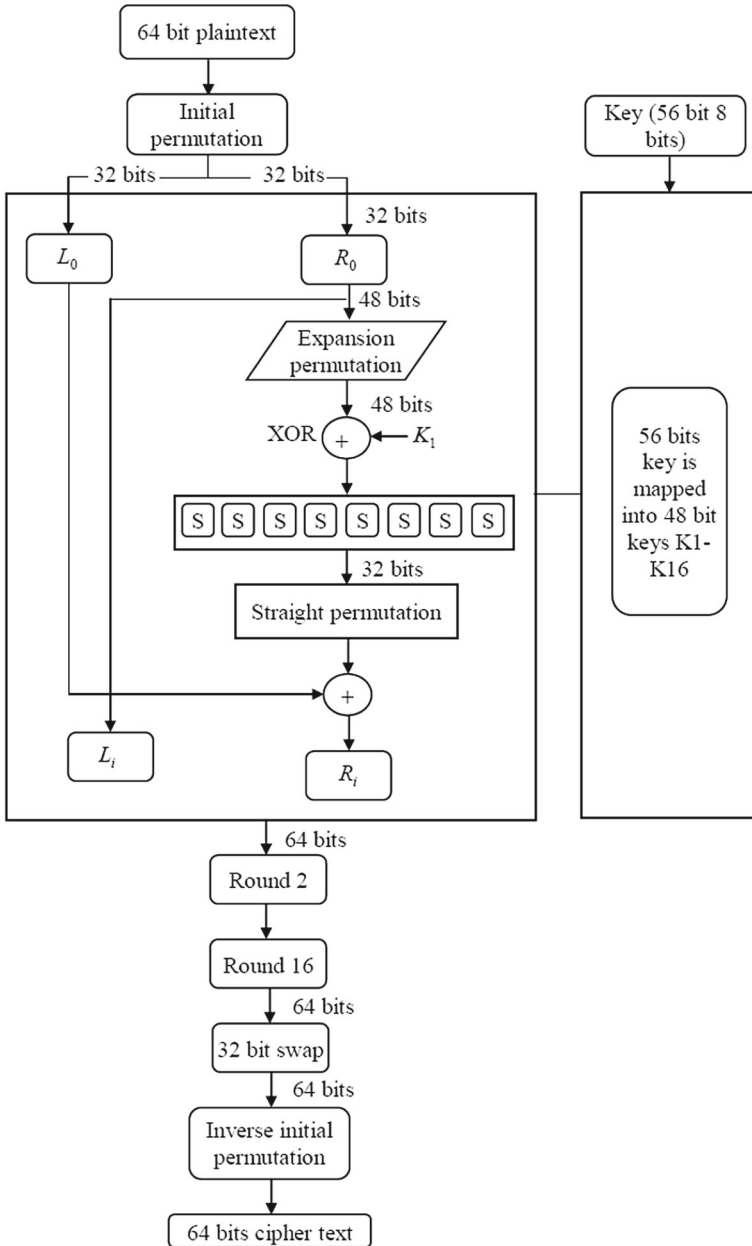 64 bit plaintext
Initial
permutation
Key (56 bit 8
bits)
32 bits
32 bits
32 bits
L0
R0
48 bits
Expansion
permutation
48 bits
XOR
+
K1
S S S S S S S S
32 bits
Straight permutation
+
Li
Ri
56 bits
key is
mapped
into 48 bit
keys K1-
K16
64 bits
Round 2
Round 16
64 bits
32 bit swap
64 bits
Inverse initial
permutation
64 bits cipher text